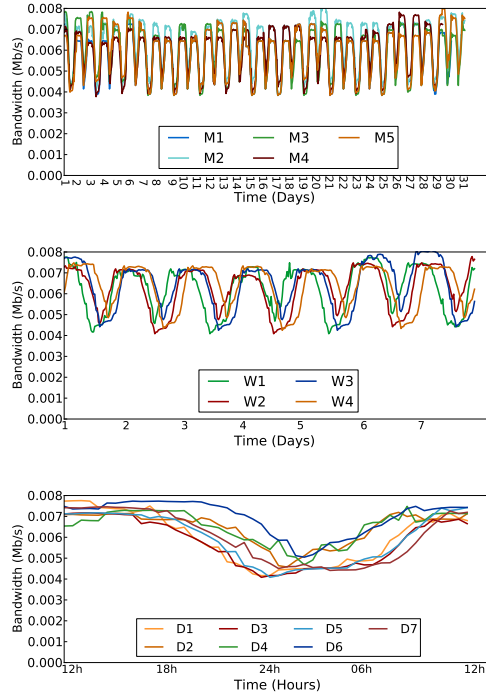 0.008
0.007
0.006
0.005
0.004
0.003
0.002
0.001
0.000
Bandwidth (Mb/s)
M1 M3 M5
M2 M4
1 2 3 4 5 6 7 8 9 10 11 12 13 14 15 16 17 18 19 20 21 22 23 24 25 26 27 28 29 30 31
Time (Days)
0.008
0.007
0.006
0.005
0.004
0.003
0.002
0.001
0.000
Bandwidth (Mb/s)
W1 W3
W2 W4
1 2 3 4 5 6 7
Time (Days)
0.008
0.007
0.006
0.005
0.004
0.003
0.002
0.001
0.000
Bandwidth (Mb/s)
D1 D3 D5 D7
D2 D4 D6
12h 18h 24h 06h 12h
Time (Hours)